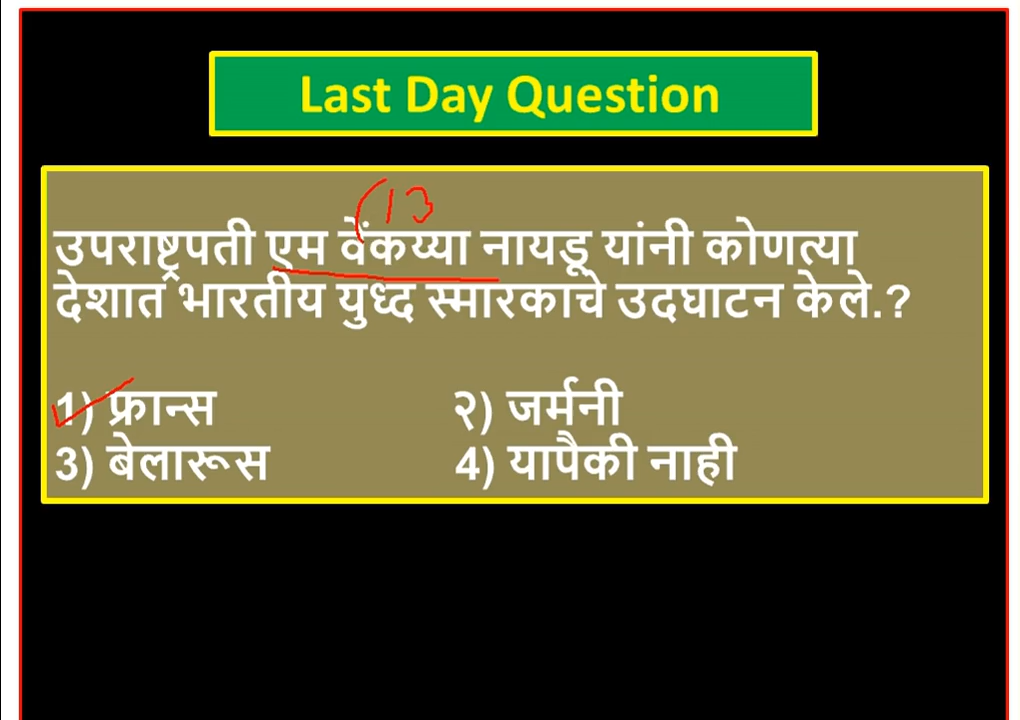 Last Day Question
(13
उपराष्ट्रपती एम वेंकय्या नायडू यांनी कोणत्या
देशात भारतीय युध्द स्मारकाचे उदघाटन केले.?
1) फ्रान्स २) जर्मनी
3) बेलारूस 4) यापैकी नाही